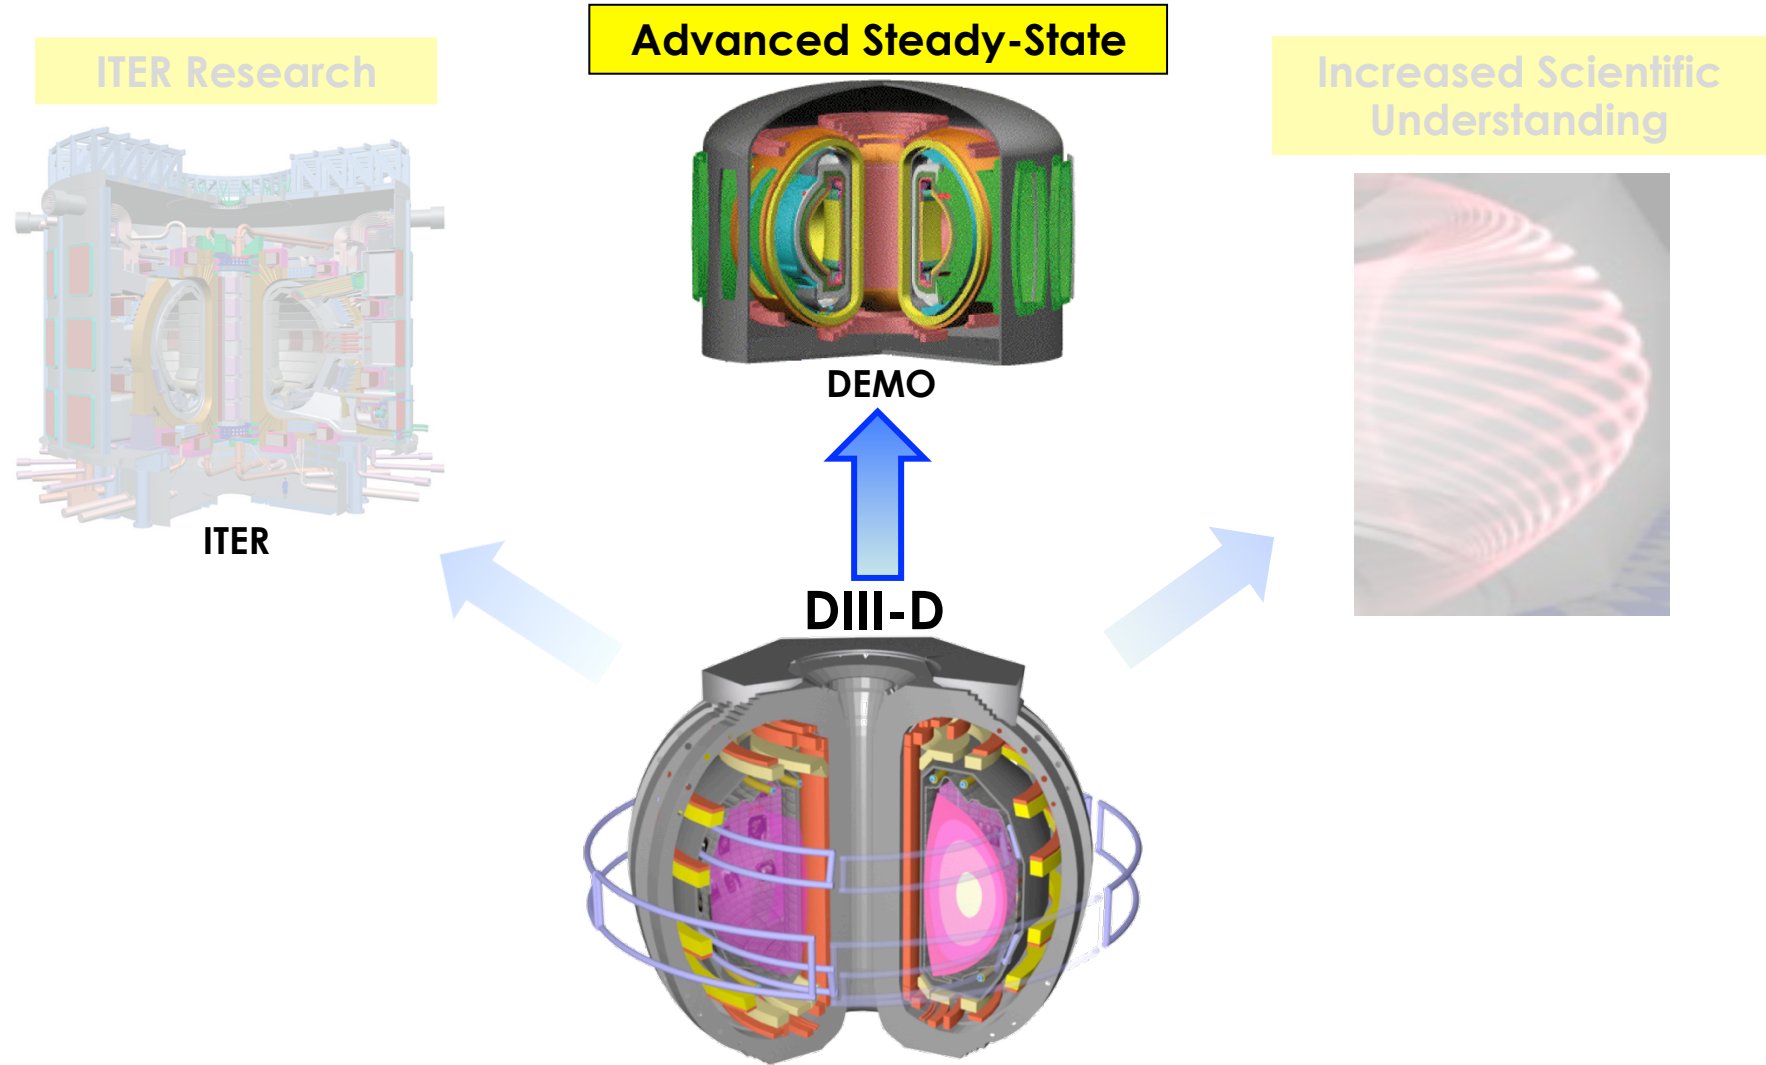 Advanced Steady-State
ITER Research
Increased Scientific
Understanding
DEMO
ITER
DIII-D